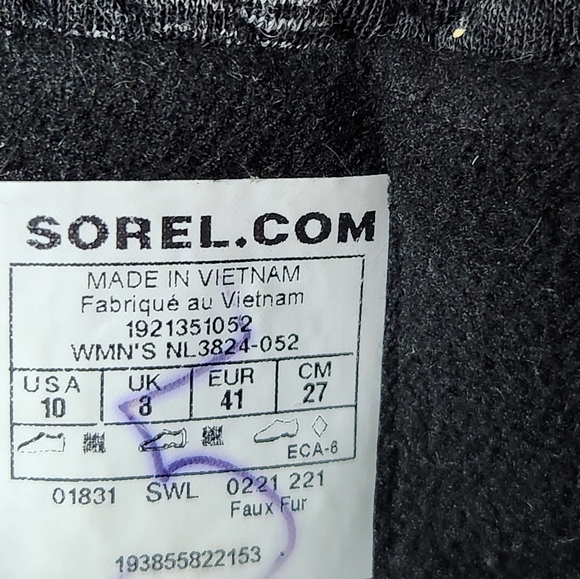 SOREL.COM
MADE IN VIETNAM
Fabriqué au Vietnam
1921351052
WMN'S NL3824-052
USA UK EUR CM
10 8 41 27
ECA-6
01831 SWL 0221 221
Faux Fur
193855822153